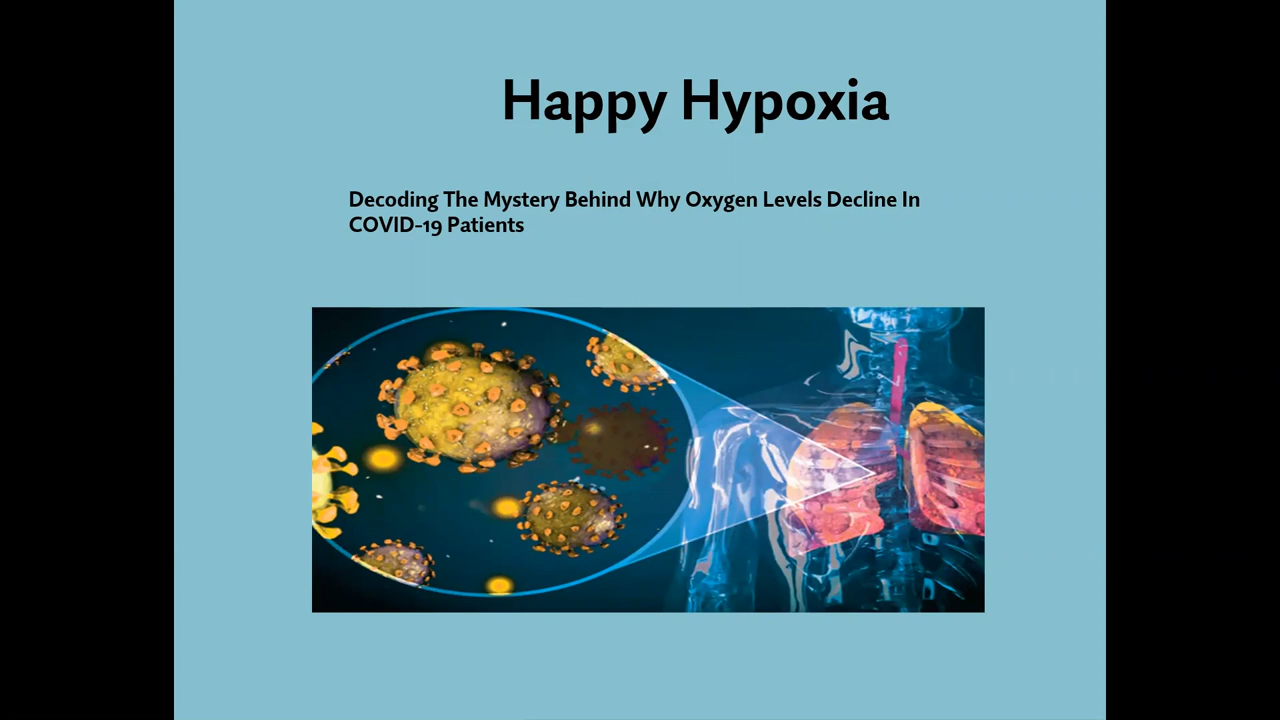 Happy Hypoxia
Decoding The Mystery Behind Why Oxygen Levels Decline In
COVID-19 Patients